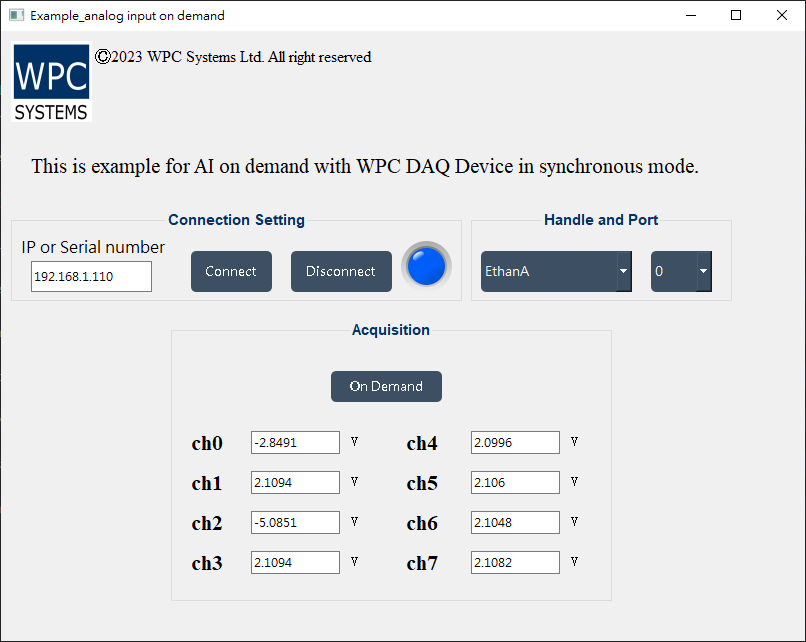 Example_analog input on demand
WPC
SYSTEMS
©2023 WPC Systems Ltd. All right reserved
This is example for AI on demand with WPC DAQ Device in synchronous mode.
Connection Setting
IP or Serial number
192.168.1.110
Connect
Disconnect
Handle and Port
EthanA
0
Acquisition
On Demand
ch0 -2.8491 V ch4 2.0996 V
ch1 2.1094 V ch5 2.106 V
ch2 -5.0851 V ch6 2.1048 V
ch3 2.1094 V ch7 2.1082 V